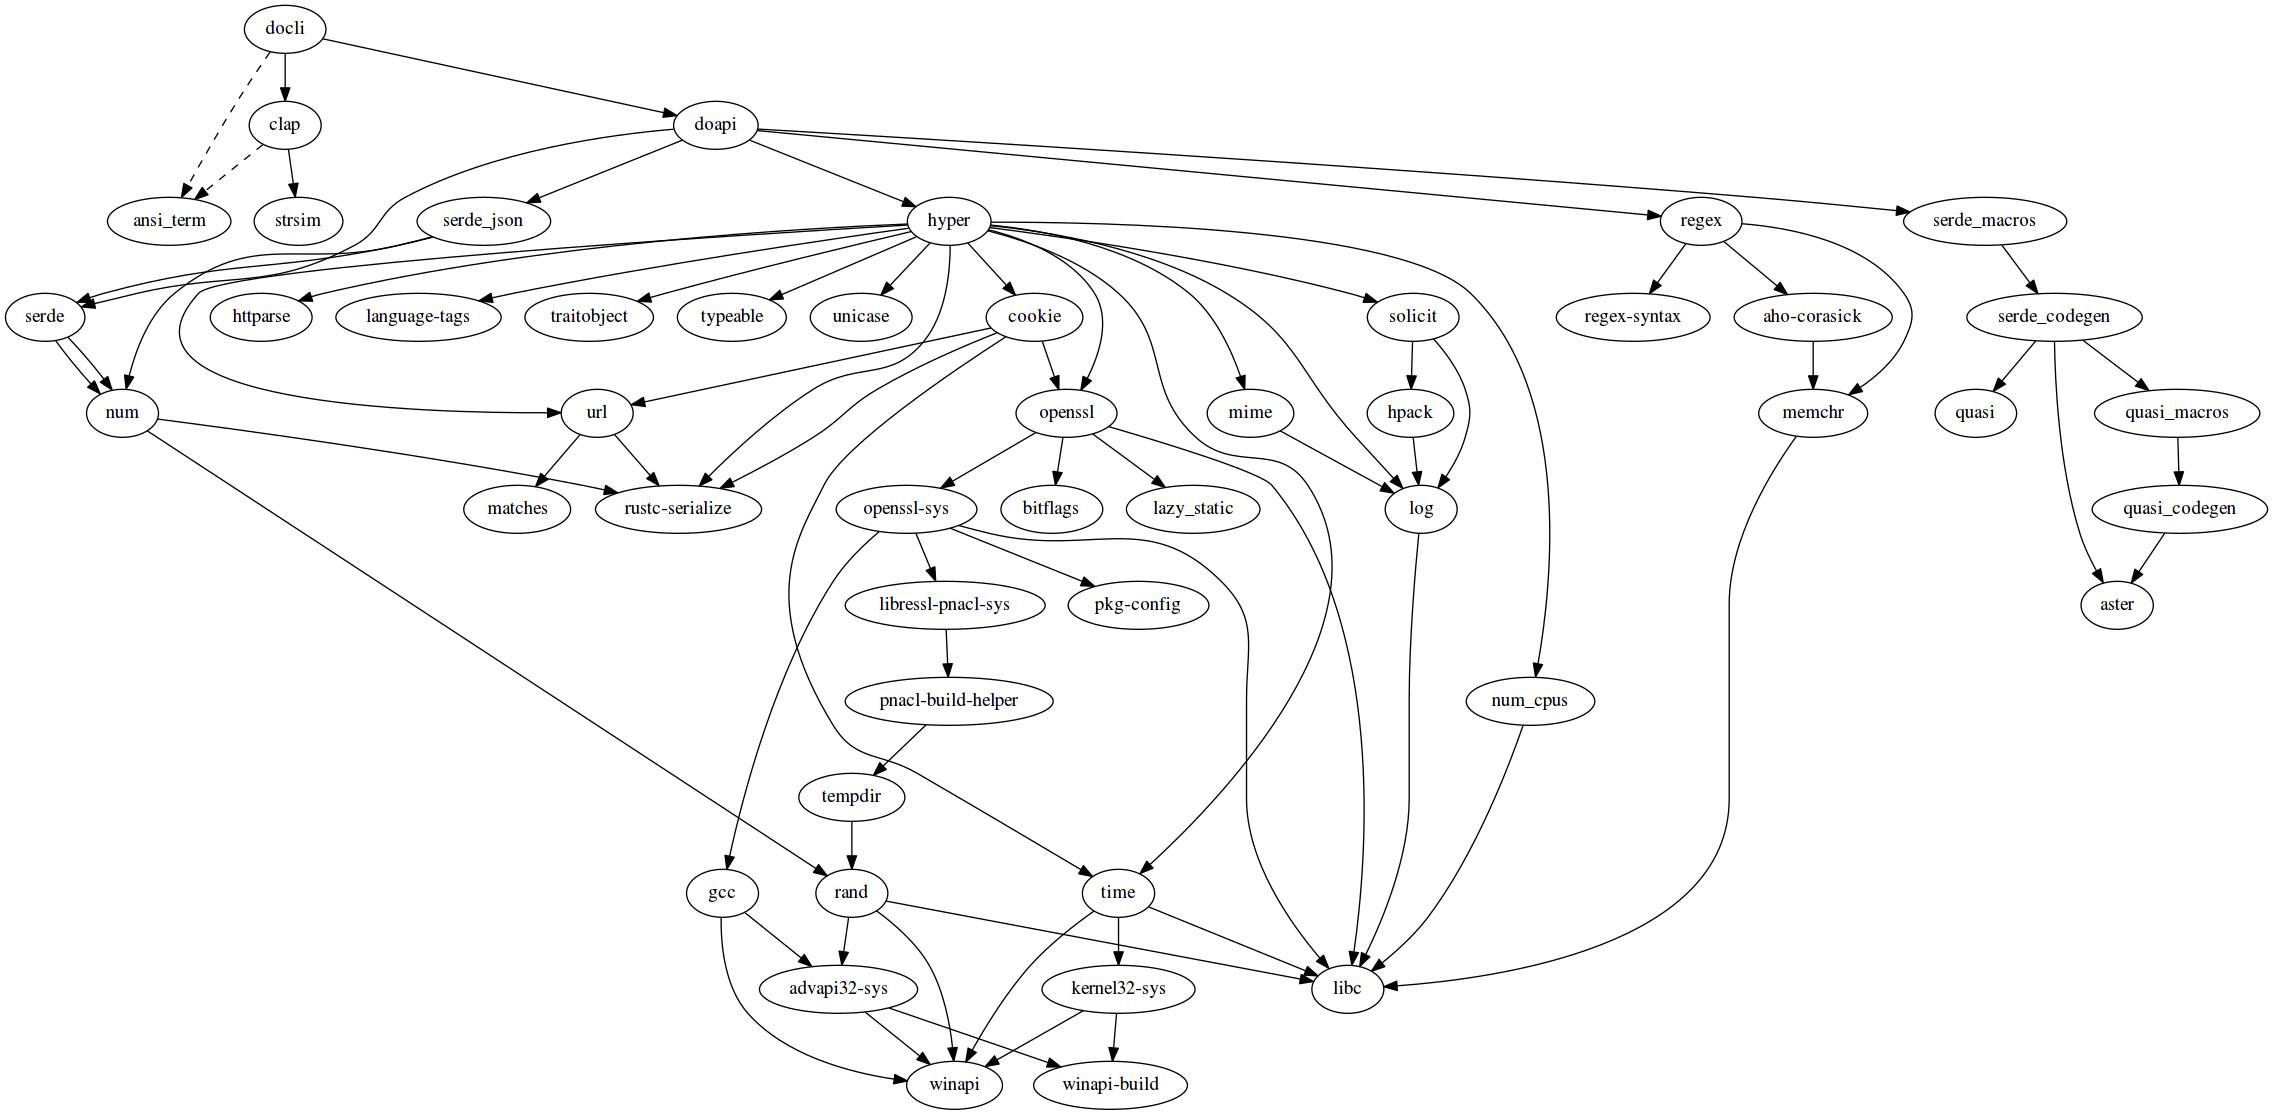 docli
clap
doapi
ansi_term
strsim
serde_json
hyper
regex
serde_macros
serde
httparse
language-tags
traitobject
typeable
unicase
cookie
solicit
regex-syntax
aho-corasick
serde_codegen
num
url
openssl
mime
hpack
memchr
quasi
quasi_macros
matches
rustc-serialize
openssl-sys
bitflags
lazy_static
log
quasi_codegen
libressl-pnacl-sys
pkg-config
aster
pnacl-build-helper
num_cpus
tempdir
gcc
rand
time
advapi32-sys
kernel32-sys
libc
winapi
winapi-build